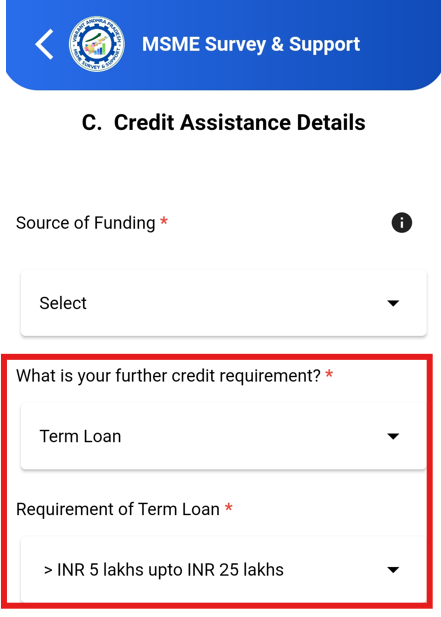 MSME Survey & Support
C. Credit Assistance Details
Source of Funding *
Select
What is your further credit requirement? *
Term Loan
Requirement of Term Loan *
> INR 5 lakhs upto INR 25 lakhs